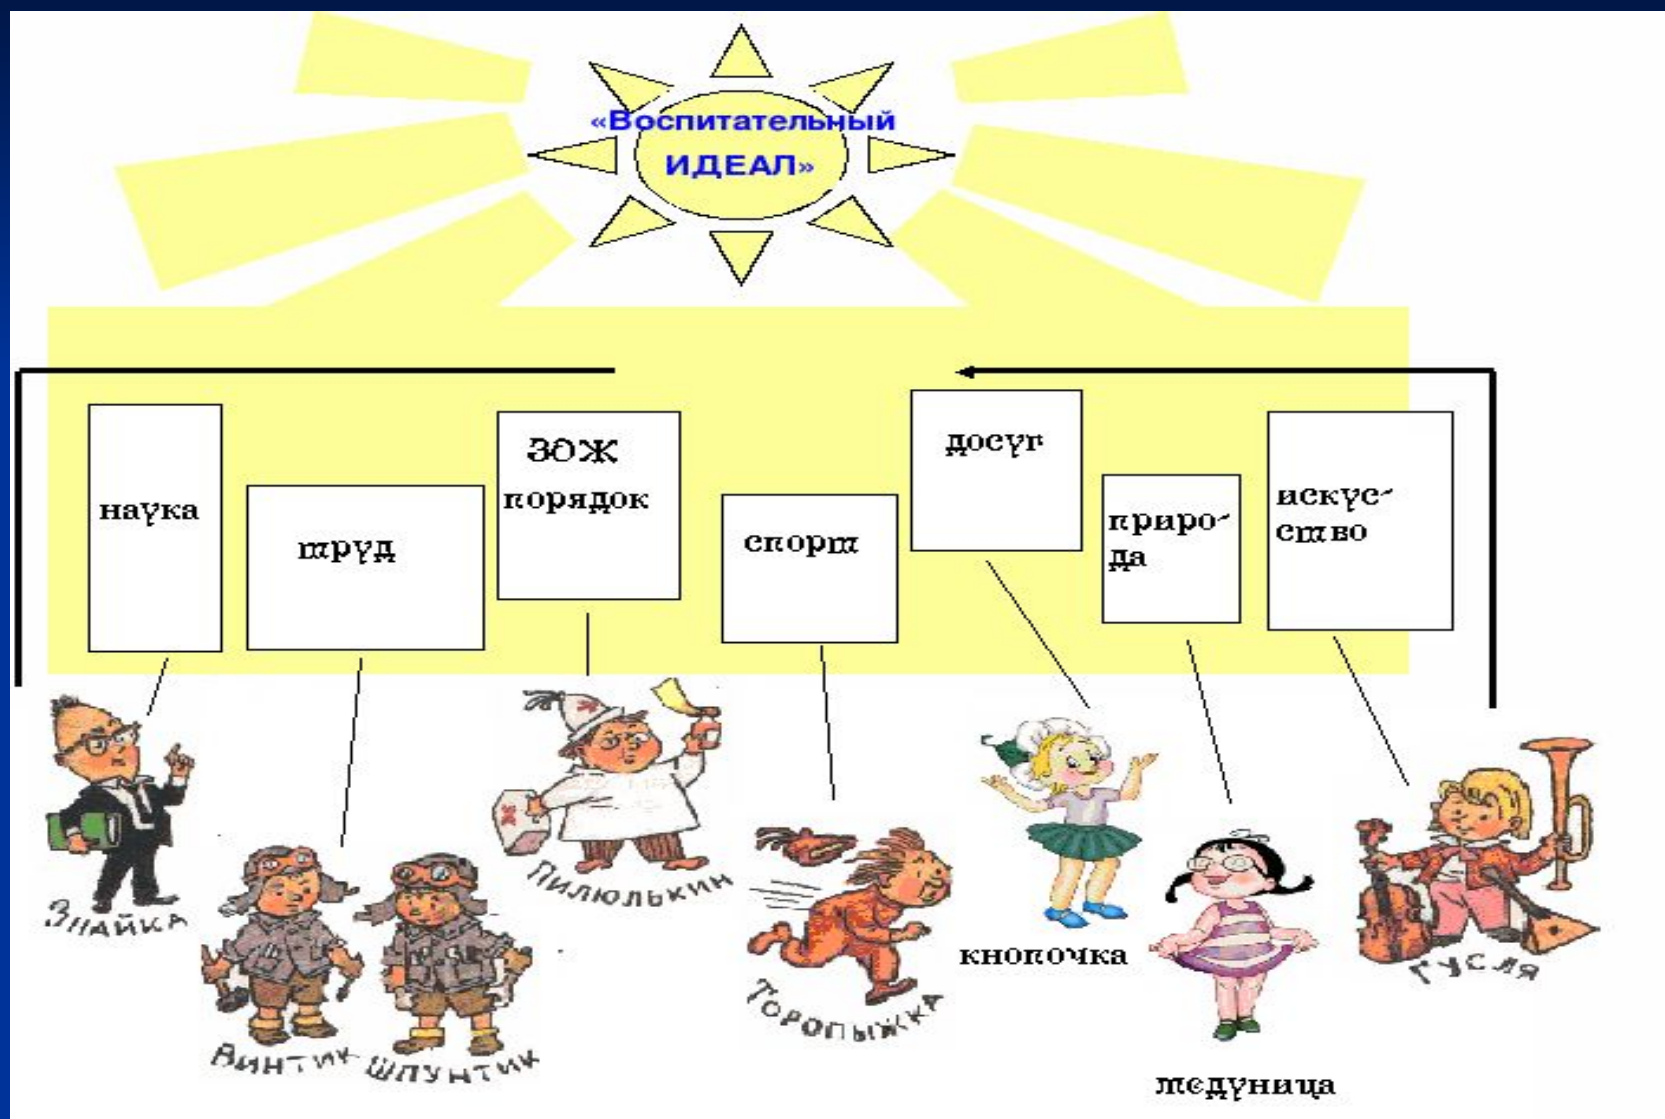 «Воспитательный
ИДЕАЛ»
наука
труд
ЗОЖ
порядок
спорт
досуг
приро-
да
искус-
ство
Знайка
Винтик Шпунтик
Пилюлькин
Торопыжка
кнопочка
медуница
Гусля